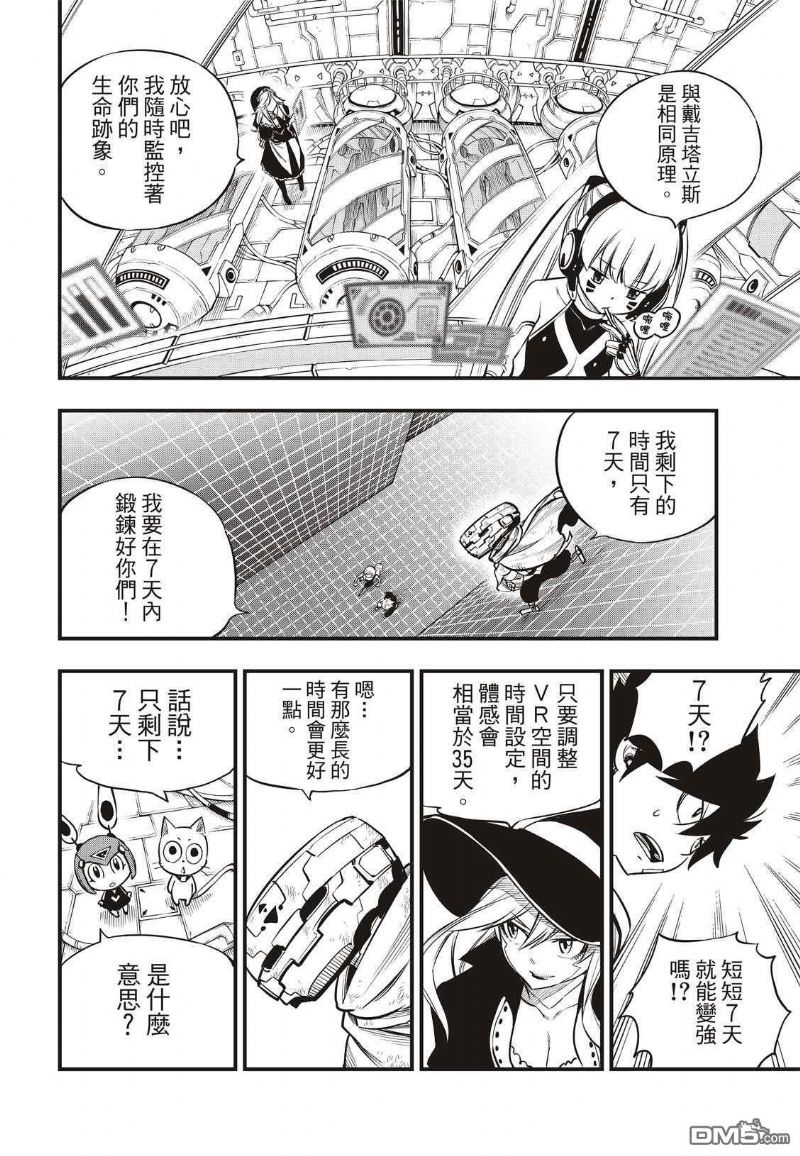 與戴吉塔立斯
是相同原理。
嗯嗯
嗯嗯
放心吧，
我隨時監控著
你們的
生命跡象。
我剩下的
時間只有
7天，
我要在7天內
鍛鍊好你們！
7天!?
短短7天
就能變強
嗎!?
只要調整
VR空間的
時間設定，
體感會
相當於35天。
嗯…
有那麼長的
時間會更好
一點。
話說…
只剩下
7天…
是什麼
意思？
DM5.com